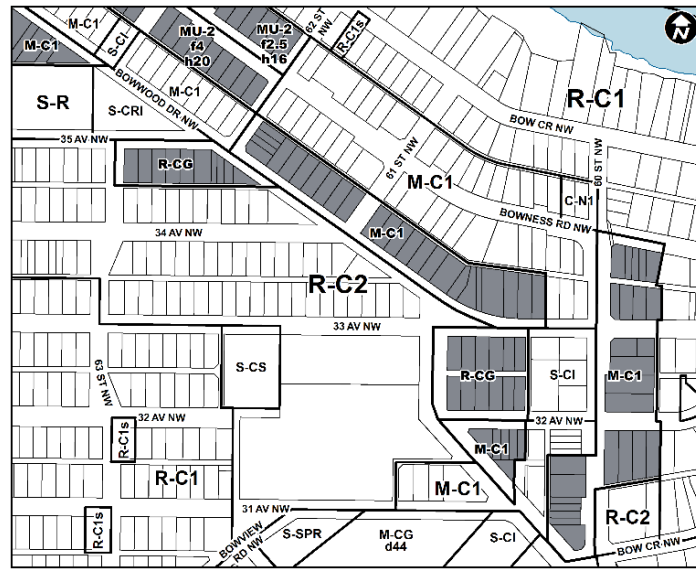 M-C1
S-CI
MU-2
f4
h20
MU-2
f2.5
h16
62 ST NW
R-C1s
N
M-C1
M-C1
S-R
S-CRI
BOWWOOD DR NW
R-C1
BOW CR NW
35 AV NW
R-CG
61 ST NW
M-C1
60 ST NW
C-N1
BOWNESS RD NW
34 AV NW
M-C1
R-C2
33 AV NW
63 ST NW
S-CS
R-CG
S-CI
M-C1
32 AV NW
32 AV NW
R-C1s
M-C1
R-C1
M-C1
31 AV NW
R-C1s
BOWVIEW
RD NW
S-SPR
M-CG
d44
S-CI
R-C2
BOW CR NW